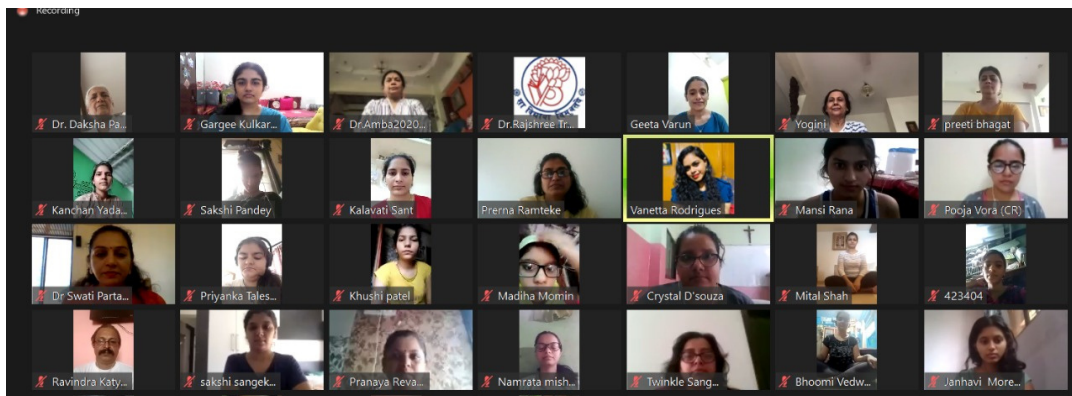 Recording
Dr. Daksha Pa...
Gargee Kulkar...
Dr.Amba2020...
Dr.Rajshree Tr...
Geeta Varun
Yogini
preeti bhagat
Kanchan Yada...
Sakshi Pandey
Kalavati Sant
Prerna Ramteke
Vanetta Rodrigues
Mansi Rana
Pooja Vora (CR)
Dr Swati Parta...
Priyanka Tales...
Khushi patel
Madiha Momin
Crystal D'souza
Mital Shah
423404
Ravindra Katy...
sakshi sangek...
Pranaya Reva...
Namrata mish...
Twinkle Sang...
Bhoomi Vedw...
Janhavi More...